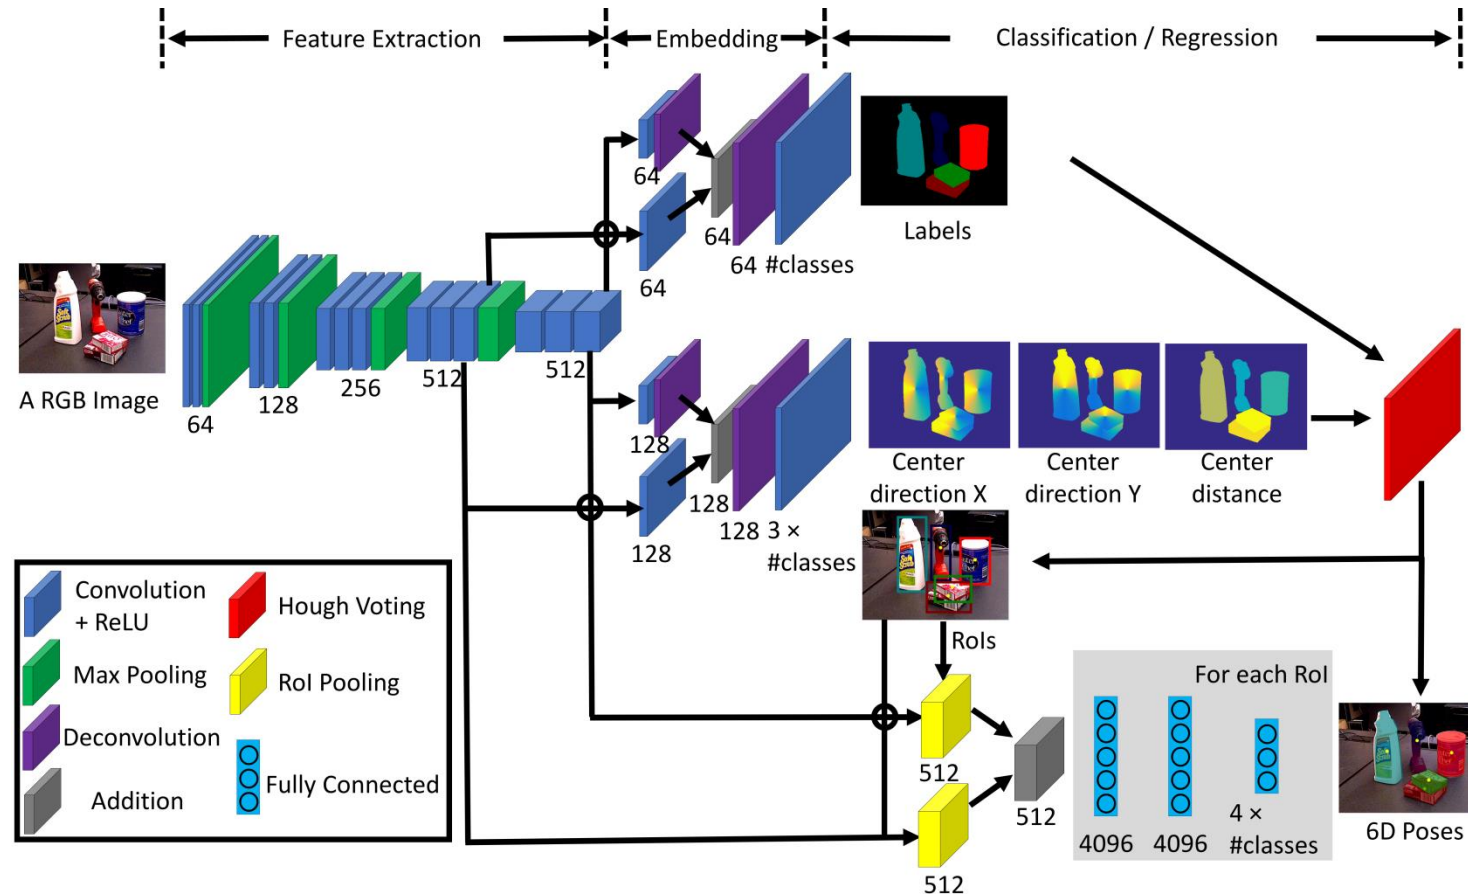 Feature Extraction
Embedding
Classification / Regression
64
64
64
64 #classes
Labels
A RGB Image
64
128
256
512
512
128
128
128
128
3 ×
#classes
Center
direction X
Center
direction Y
Center
distance
RoIs
For each RoI
512
512
512
4096
4096
4 ×
#classes
6D Poses
Convolution
+ ReLU
Hough Voting
Max Pooling
RoI Pooling
Deconvolution
Fully Connected
Addition